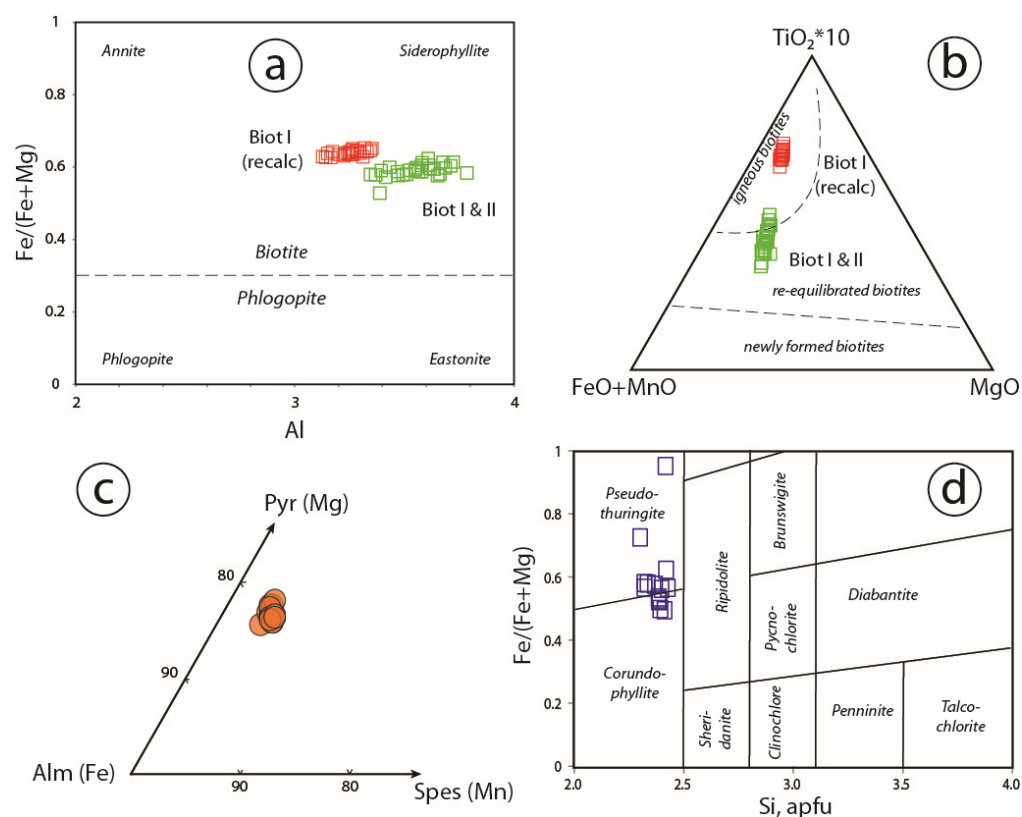 a
Fe/(Fe+Mg)
1
0.8
0.6
0.4
0.2
0
Annite
Siderophyllite
Biot I
(recalc)
Biot I & II
Biotite
Phlogopite
Phlogopite
Eastonite
2
3
4
Al
b
TiO2*10
igneous biotites
Biot I
(recalc)
Biot I & II
re-equilibrated biotites
newly formed biotites
FeO+MnO
MgO
c
Pyr (Mg)
80
90
Alm (Fe)
90
80
Spes (Mn)
d
Fe/(Fe+Mg)
1
0.8
0.6
0.4
0.2
0
Pseudo-
thuringite
Corundo-
phyllite
Ripidolite
Sheri-
danite
Brunswigite
Pycno-
chlorite
Clinochlore
Diabantite
Penninite
Talco-
chlorite
2.0
2.5
3.0
3.5
4.0
Si, apfu